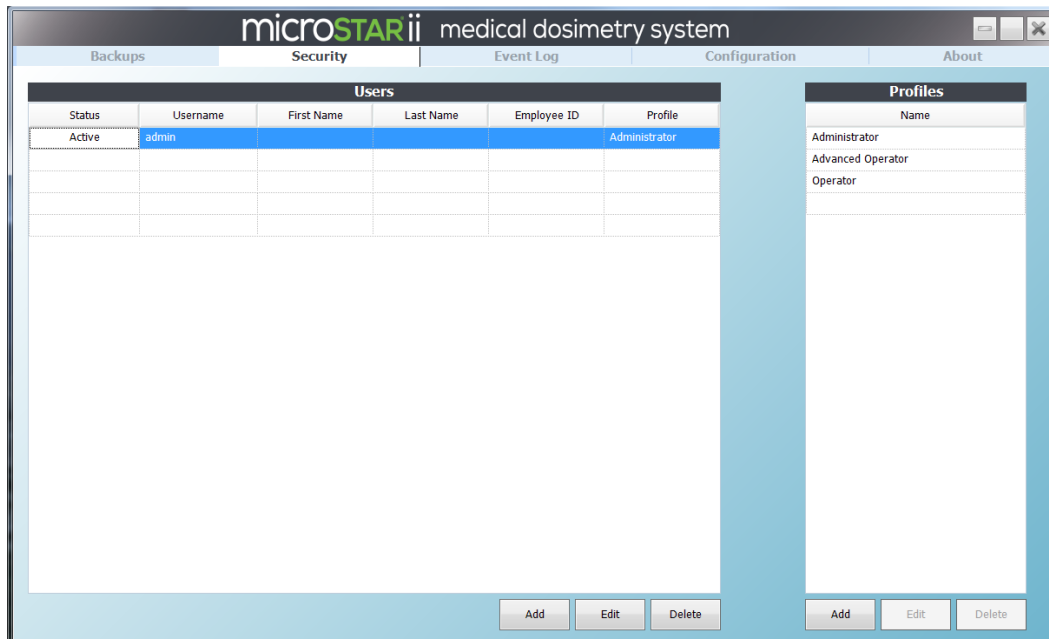 microSTARii medical dosimetry system
Backups Security Event Log Configuration About
Users
Status Username First Name Last Name Employee ID Profile
Active admin Administrator
Add Edit Delete
Profiles
Name
Administrator
Advanced Operator
Operator
Add Edit Delete